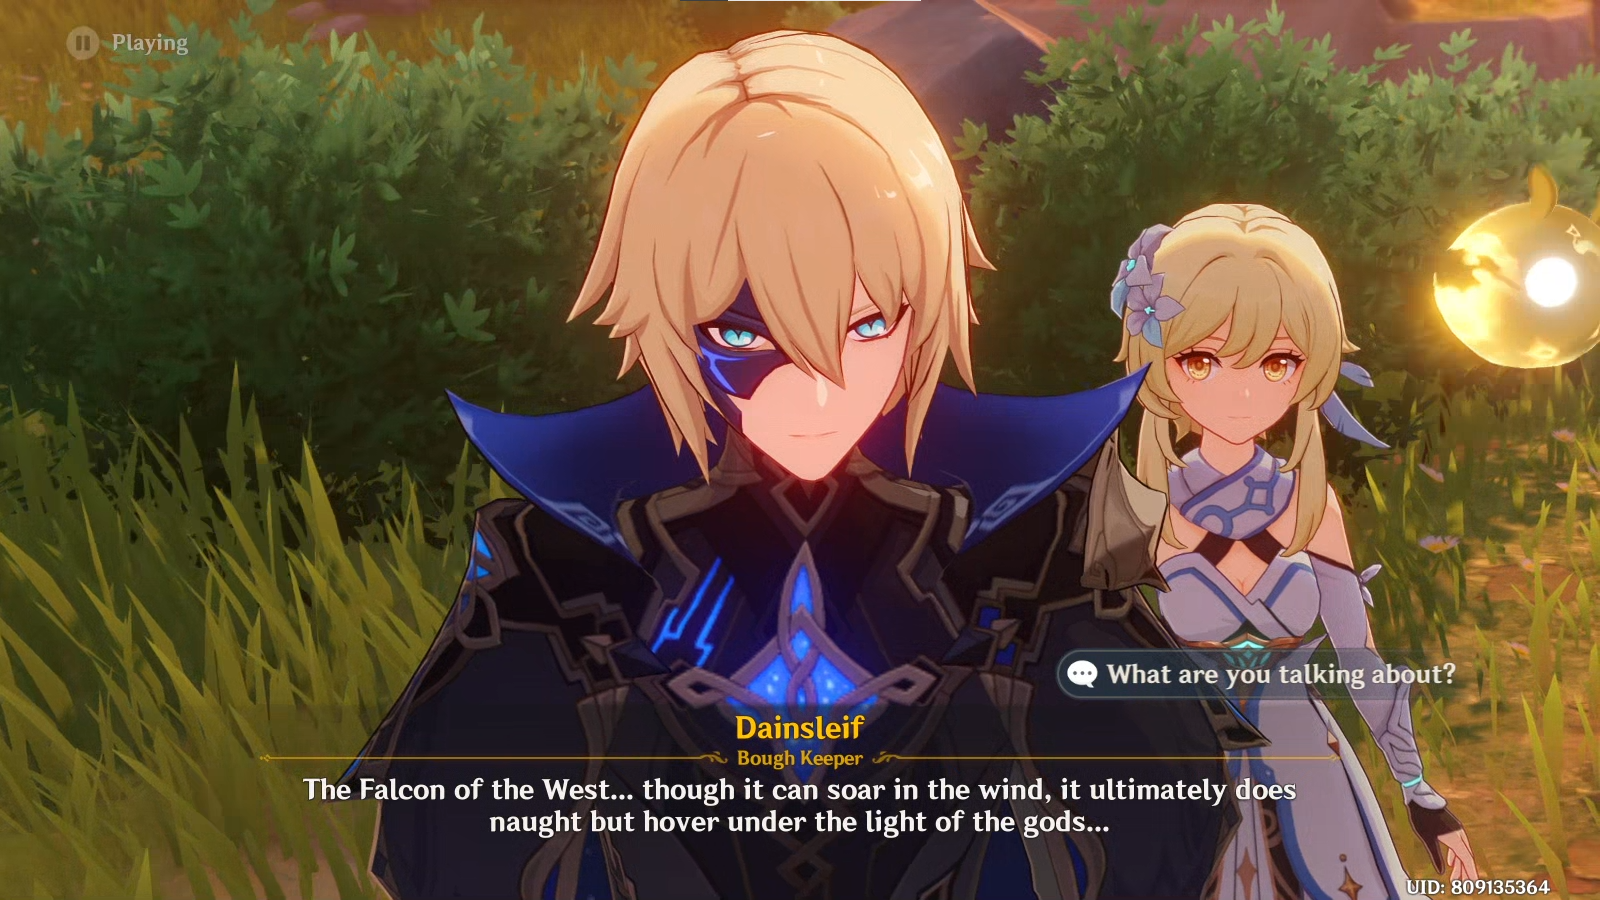 Playing
What are you talking about?
Dainsleif
Bough Keeper
The Falcon of the West... though it can soar in the wind, it ultimately does
naught but hover under the light of the gods...
UID: 809135364